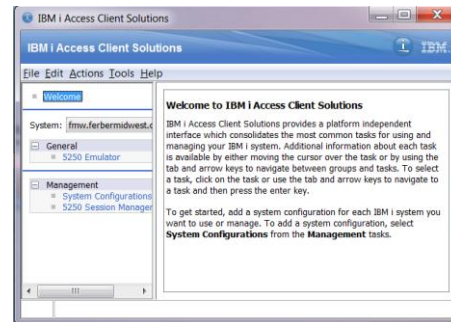 IBM i Access Client Solutions
IBM i Access Client Solutions
IBM.
File Edit Actions Tools Help
Welcome
System: fmw.ferbermidwest.c
General
5250 Emulator
Management
System Configurations
5250 Session Manager
Welcome to IBM i Access Client Solutions
IBM i Access Client Solutions provides a platform independent
interface which consolidates the most common tasks for using and
managing your IBM i system. Additional information about each task
is available by either moving the cursor over the task or by using the
tab and arrow keys to navigate between groups and tasks. To select
a task, click on the task or use the tab and arrow keys to navigate to
a task and then press the enter key.
To get started, add a system configuration for each IBM i system you
want to use or manage. To add a system configuration, select
System Configurations from the Management tasks.